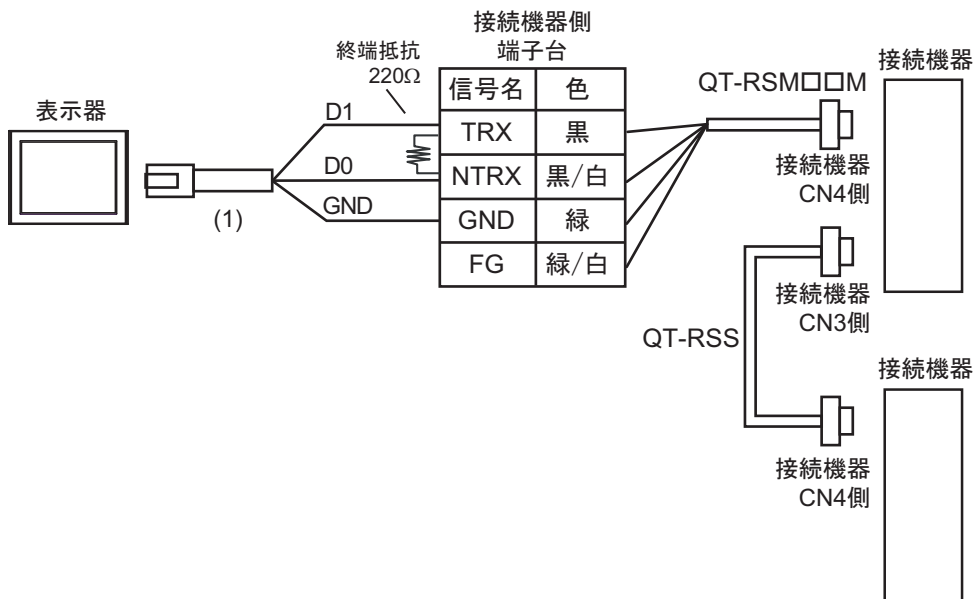 接続機器側
端子台
終端抵抗
220Ω
信号名 色
TRX 黒
NTRX 黒/白
GND 緑
FG 緑/白
表示器
D1
D0
GND
(1)
QT-RSM□□M
接続機器
接続機器
CN4側
接続機器
CN3側
QT-RSS
接続機器
接続機器
CN4側